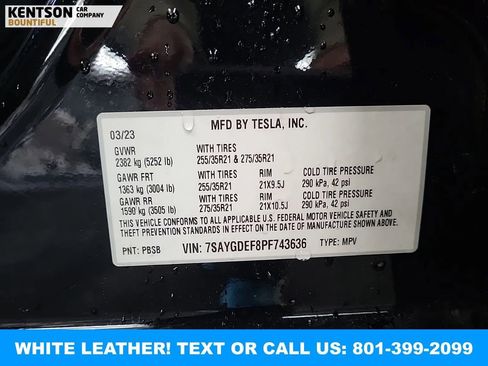 KENTSON CAR COMPANY
BOUNTIFUL
03/23 MFD BY TESLA, INC.
GVWR WITH TIRES
2382 kg (5252 lb) 255/35R21 & 275/35R21
GAWR FRT WITH TIRES RIM COLD TIRE PRESSURE
1363 kg (3004 lb) 255/35R21 21X9.5J 290 kPa, 42 psi
GAWR RR WITH TIRES RIM COLD TIRE PRESSURE
1590 kg (3505 lb) 275/35R21 21X10.5J 290 kPa, 42 psi
THIS VEHICLE CONFORMS TO ALL APPLICABLE U.S. FEDERAL MOTOR VEHICLE SAFETY AND
THEFT PREVENTION STANDARDS IN EFFECT ON THE DATE OF MANUFACTURE SHOWN ABOVE.
PNT: PBSB VIN: 7SAYGDEF8PF743636 TYPE: MPV
WHITE LEATHER! TEXT OR CALL US: 801-399-2099